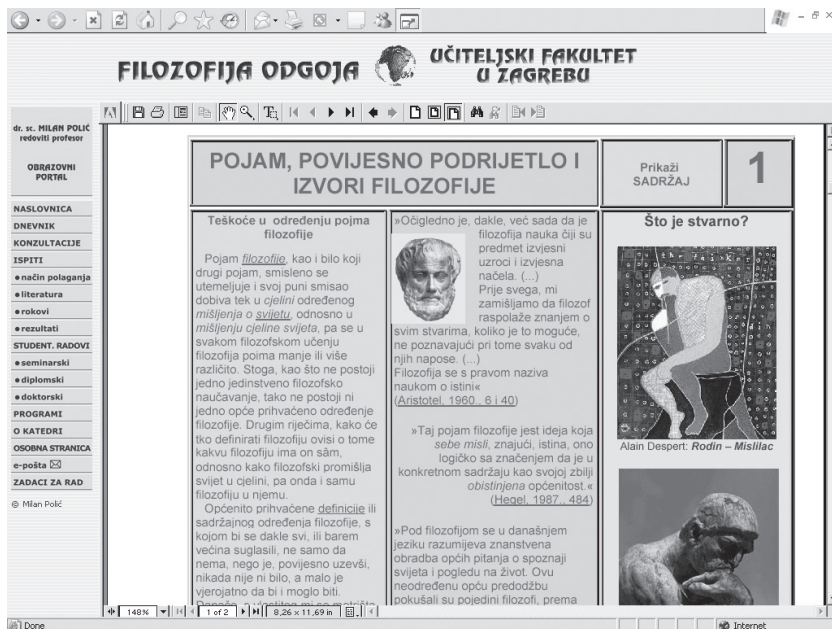 FILOZOFIJA ODGOJA
UČITELJSKI FAKULTET
U ZAGREBU
dr. sc. MILAN POLIĆ
redoviti profesor
OBRAZOVNI
PORTAL
NASLOVNICA
DNEVNIK
KONZULTACIJE
ISPITI
• način polaganja
• literatura
• rokovi
• rezultati
STUDENT. RADOVI
• seminarski
• diplomski
• doktorski
PROGRAMI
O KATEDRI
OSOBNA STRANICA
e-pošta
ZADACI ZA RAD
© Milan Polić
POJAM, POVIJESNO PODRIJETLO I
IZVORI FILOZOFIJE
Prikaži
SADRŽAJ
1
Teškoće u određenju pojma
filozofije
Pojam filozofije, kao i bilo koji
drugi pojam, smisleno se
utemeljuje i svoj puni smisao
dobiva tek u cjelini određenog
mišljenja o svijetu, odnosno u
mišljenju cjeline svijeta, pa se u
svakom filozofskom učenju
filozofija poima manje ili više
različito. Stoga, kao što ne postoji
jedno jedinstveno filozofsko
naučavanje, tako ne postoji ni
jedno opće prihvaćeno određenje
filozofije. Drugim riječima, kako će
tko definirati filozofiju ovisi o tome
kakvu filozofiju ima on sâm,
odnosno kako filozofski promišlja
svijet u cjelini, pa onda i samu
filozofiju u njemu.
Općenito prihvaćene definicije ili
sadržajnog određenja filozofije, s
kojom bi se dakle svi, ili barem
većina suglasili, ne samo da
nema, nego je, povijesno uzevši,
nikada nije ni bilo, a malo je
vjerojatno da bi i moglo biti.
»Očigledno je, dakle, već sada da je
filozofija nauka čiji su
predmet izvjesni
uzroci i izvjesna
načela. (...)
Prije svega, mi
zamišljamo da filozof
raspolaže znanjem o
svim stvarima, koliko je to moguće,
ne poznavajući pri tome svaku od
njih napose. (...)
Filozofija se s pravom naziva
naukom o istini«
(Aristotel, 1960., 6 i 40)
»Taj pojam filozofije jest ideja koja
sebe misli, znajući, istina, ono
logičko sa značenjem da je u
konkretnom sadržaju kao svojoj zbilji
obistinjena općenitost.«
(Hegel, 1987., 484)
»Pod filozofijom se u današnjem
jeziku razumijeva znanstvena
obradba općih pitanja o spoznaji
svijeta i pogledu na život. Ovu
neodređenu opću predodžbu
pokušali su pojedini filozofi, prema
Što je stvarno?
Alain Despert: Rodin – Mislilac
148%
1 of 2
8,26 x 11,69 in
Done
Internet